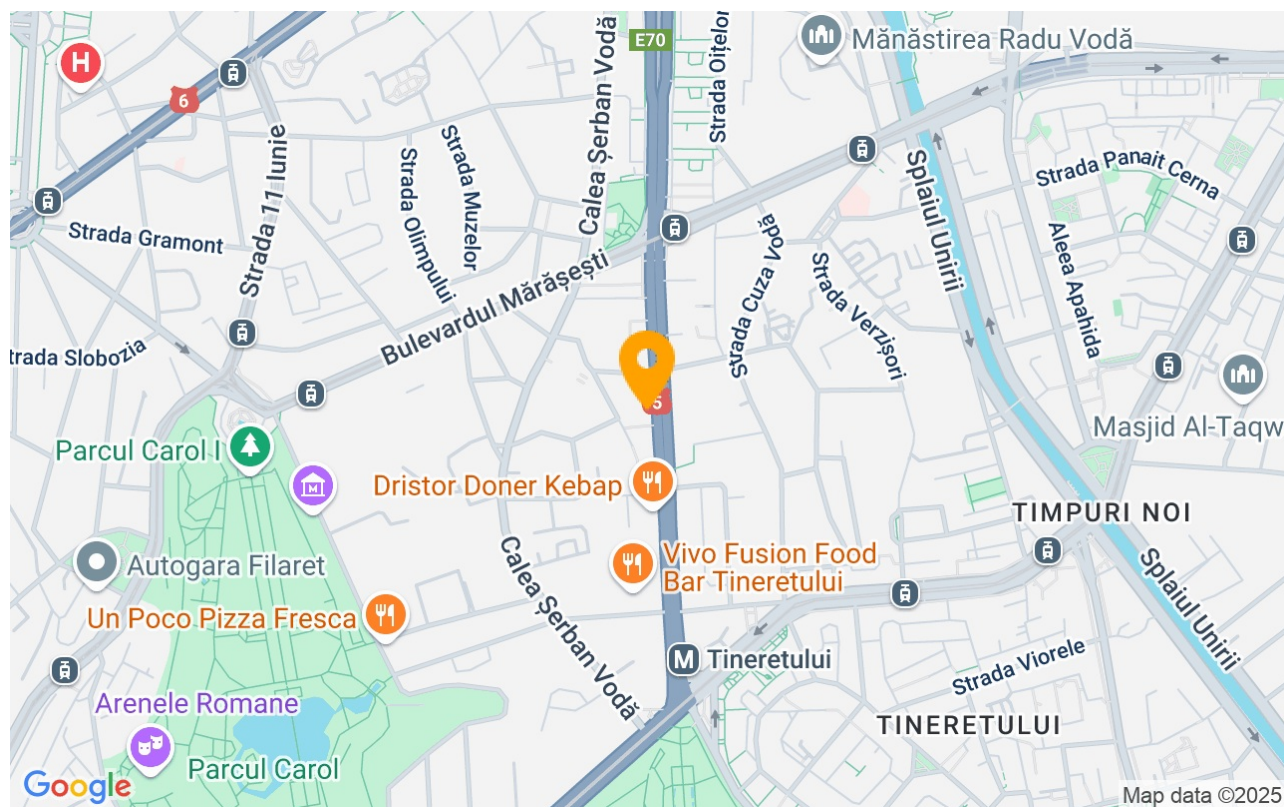 E70
Mănăstirea Radu Vodă
H
6
Strada 11 Iunie
Strada Muzelor
Strada Olimpului
Calea Șerban Vodă
Strada Oițelor
Splaiul Unirii
Strada Panait Cerna
Aleea Apahida
Strada Gramont
Bulevardul Mărășești
Strada Cuza Vodă
Strada Verzișori
trada Slobozia
5
Masjid Al-Taqw
Parcul Carol I
M
Dristor Doner Kebap
TIMPURI NOI
Autogara Filaret
Vivo Fusion Food
Bar Tineretului
Un Poco Pizza Fresca
Calea Șerban Vodă
Splaiul Unirii
M
Tineretului
Strada Viorele
Arenele Romane
TINERETULUI
Parcul Carol
Google
Map data ©2025